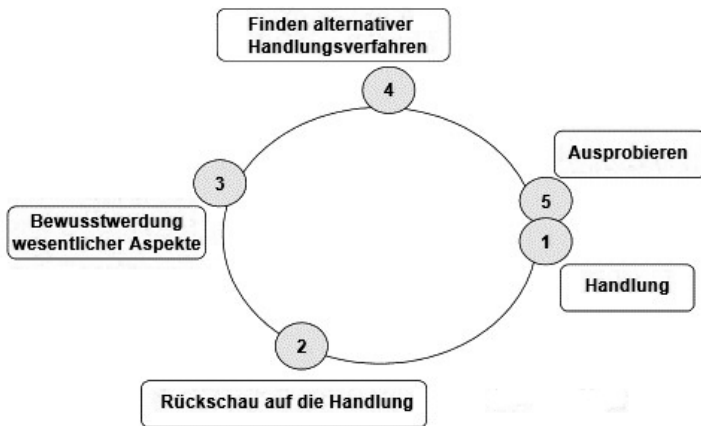 Finden alternativer
Handlungsverfahren
4
Ausprobieren
3
5
Bewusstwerdung
wesentlicher Aspekte
1
Handlung
2
Rückschau auf die Handlung